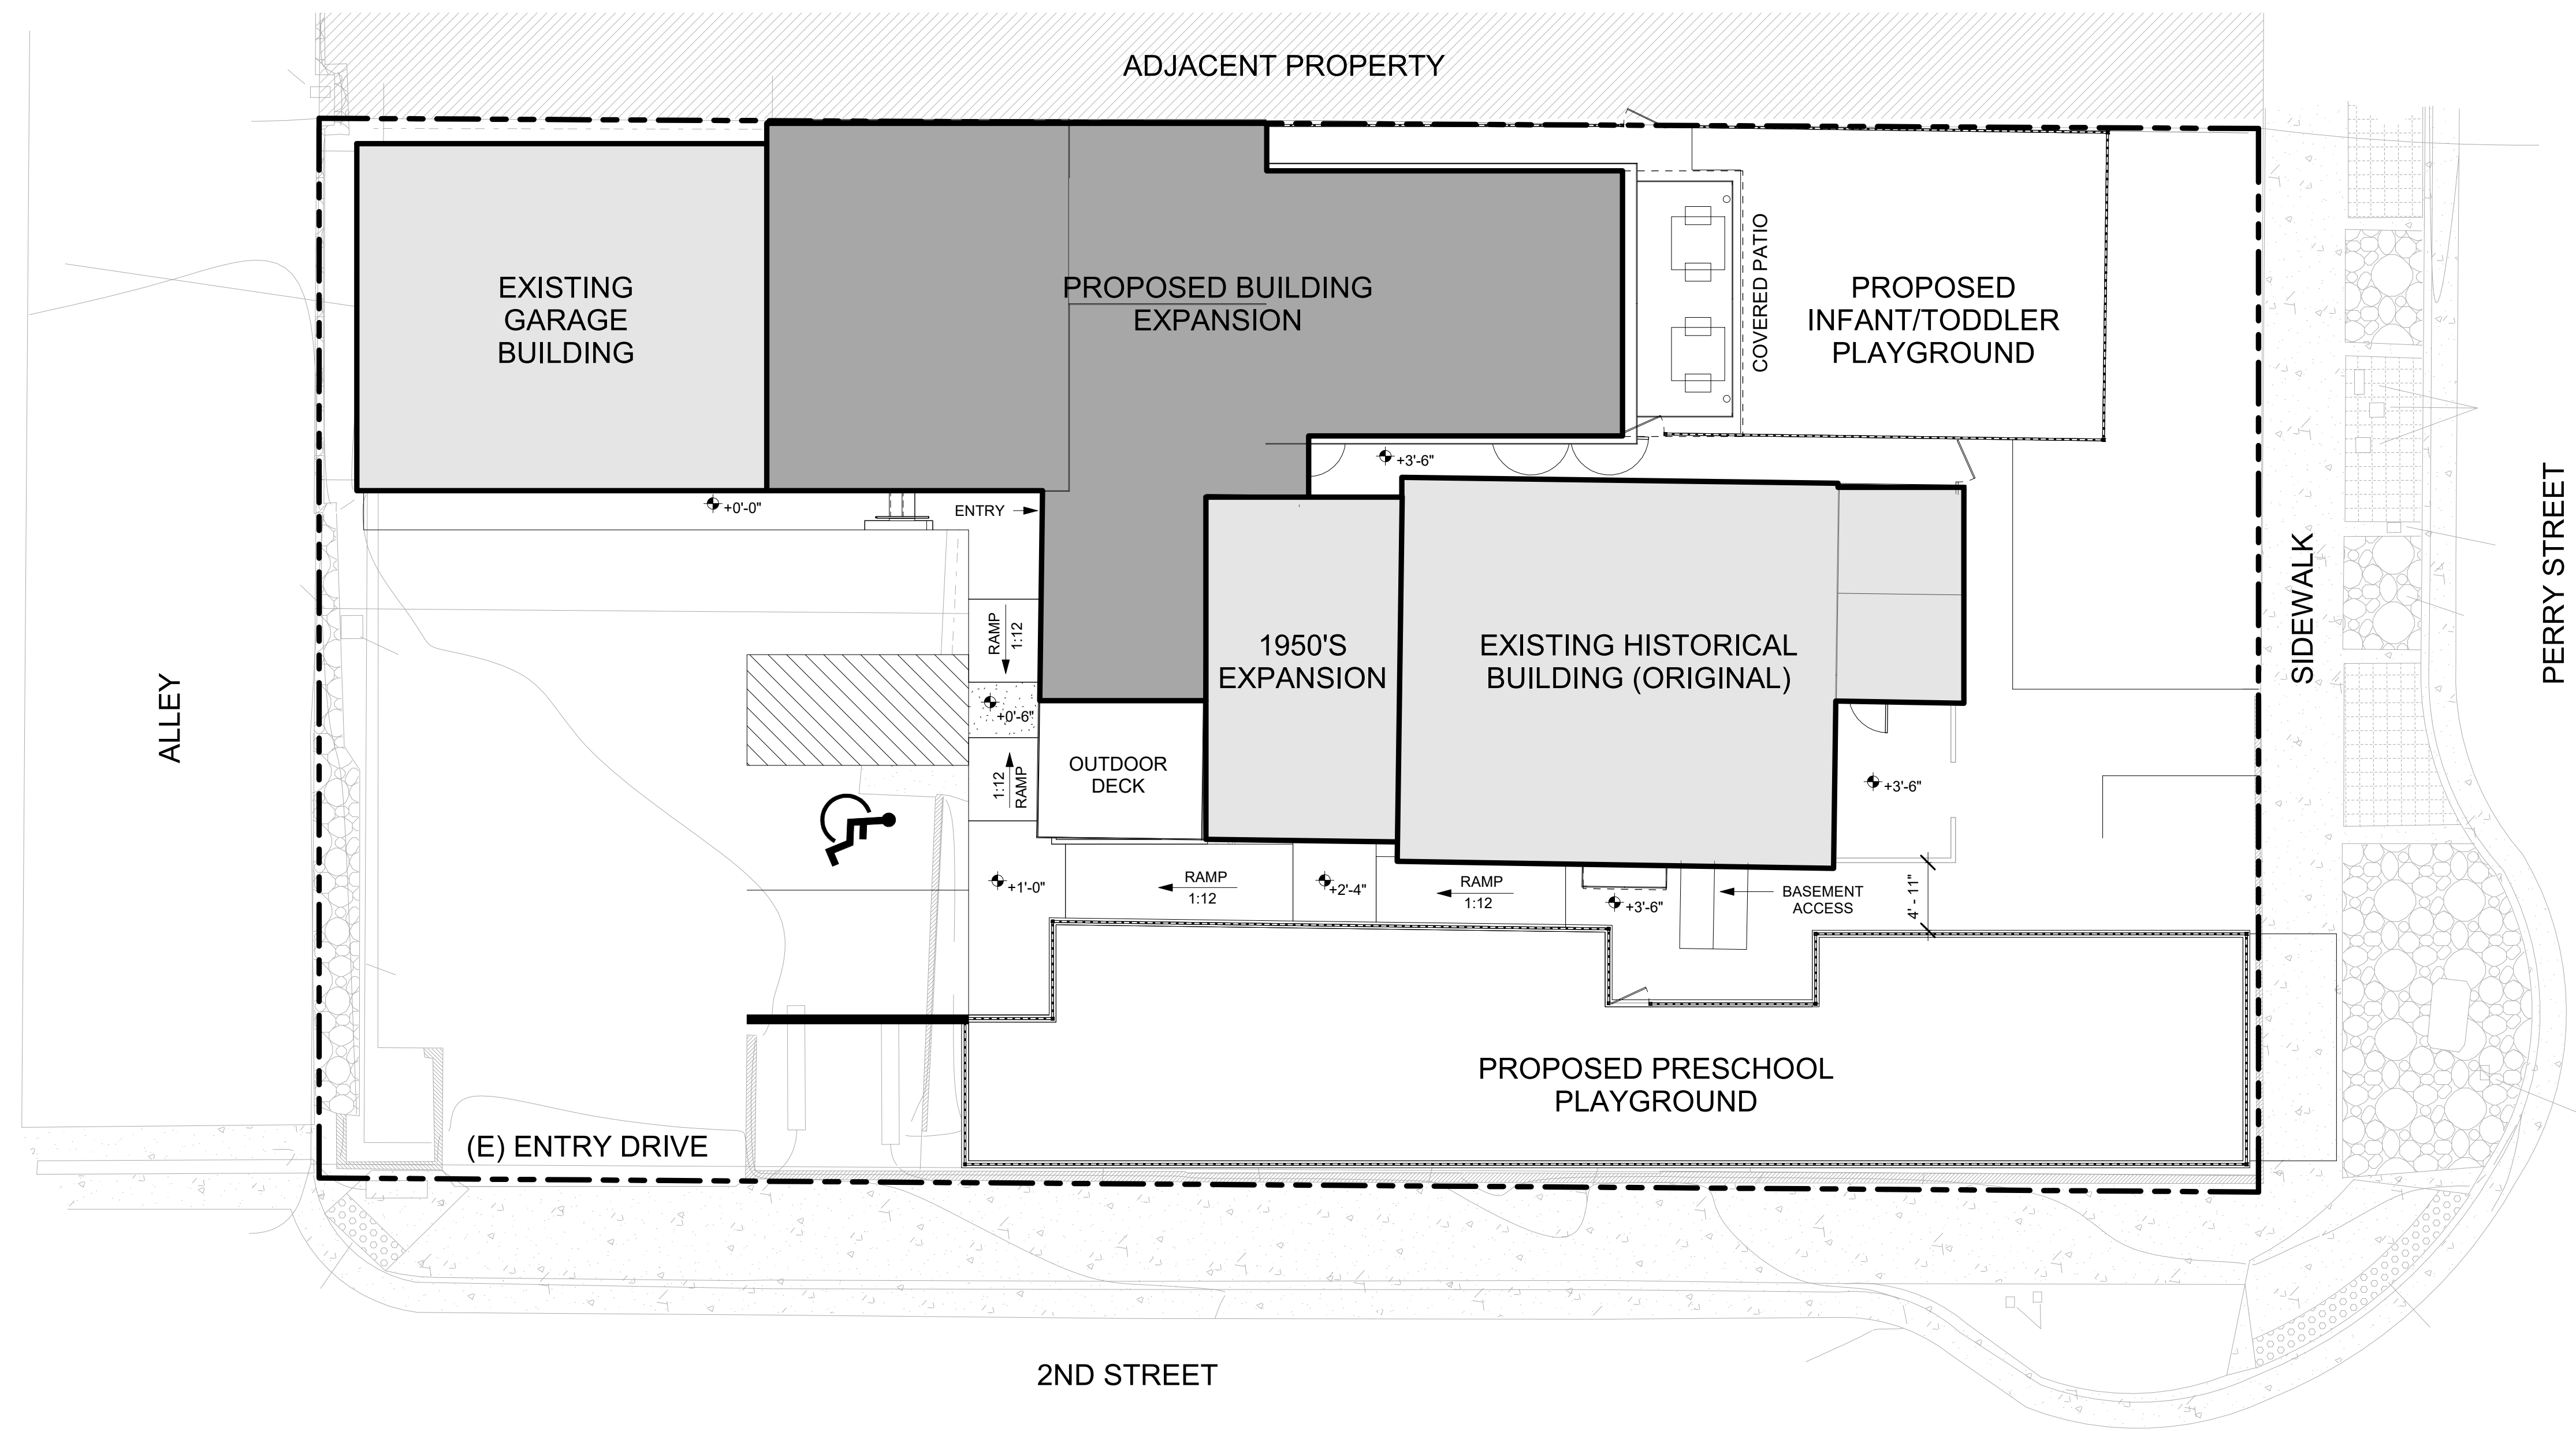 ADJACENT PROPERTY
EXISTING
GARAGE
BUILDING
PROPOSED BUILDING
EXPANSION
COVERED PATIO
PROPOSED
INFANT/TODDLER
PLAYGROUND
+3'-6"
+0'-0"
ENTRY
RAMP
1:12
+0'-6"
1:12
RAMP
OUTDOOR
DECK
1950'S
EXPANSION
EXISTING HISTORICAL
BUILDING (ORIGINAL)
+3'-6"
ALLEY
SIDEWALK
PERRY STREET
+1'-0"
RAMP
1:12
+2'-4"
RAMP
1:12
+3'-6"
BASEMENT
ACCESS
4' - 11"
PROPOSED PRESCHOOL
PLAYGROUND
(E) ENTRY DRIVE
2ND STREET